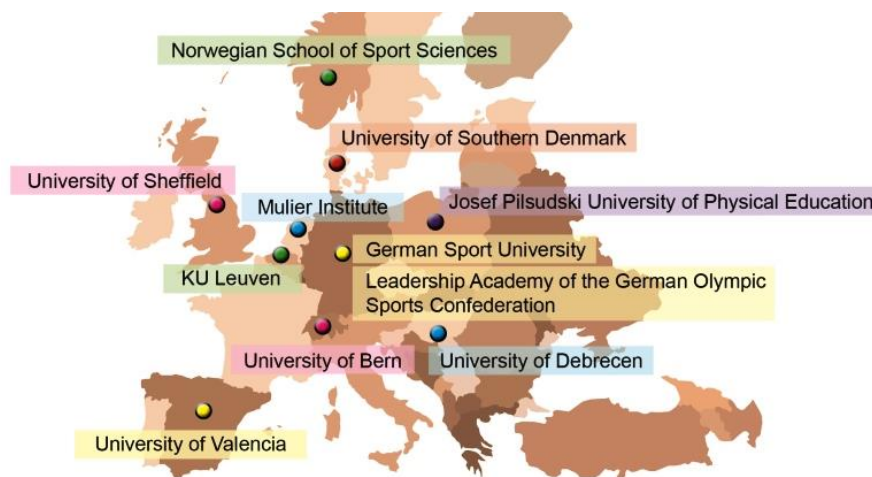 Norwegian School of Sport Sciences
University of Southern Denmark
University of Sheffield
Mulier Institute
Josef Pilsudski University of Physical Education
German Sport University
KU Leuven
Leadership Academy of the German Olympic
Sports Confederation
University of Bern
University of Debrecen
University of Valencia